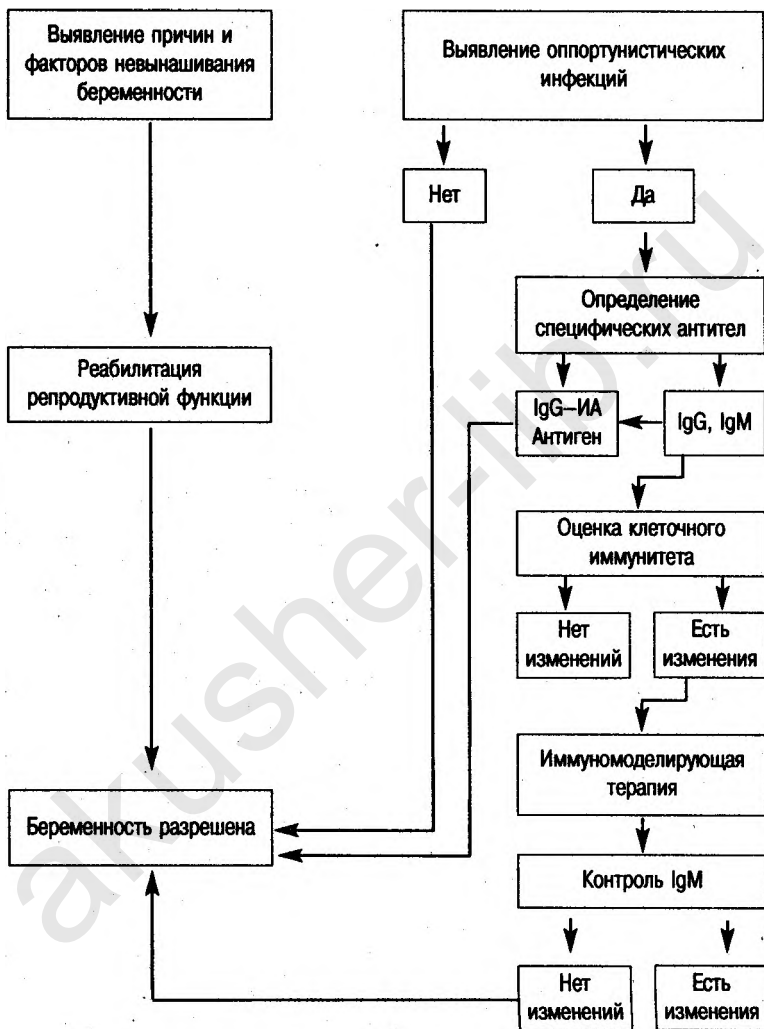 Выявление причин и
факторов невынашивания
беременности
Выявление оппортунистических
инфекций
Нет
Да
Определение
специфических антител
Реабилитация
репродуктивной функции
IgG–ИА
Антиген
IgG, IgM
Оценка клеточного
иммунитета
Нет
изменений
Есть
изменения
Иммуномоделирующая
терапия
Беременность разрешена
Контроль IgM
Нет
изменений
Есть
изменения
akusher-lib.ru